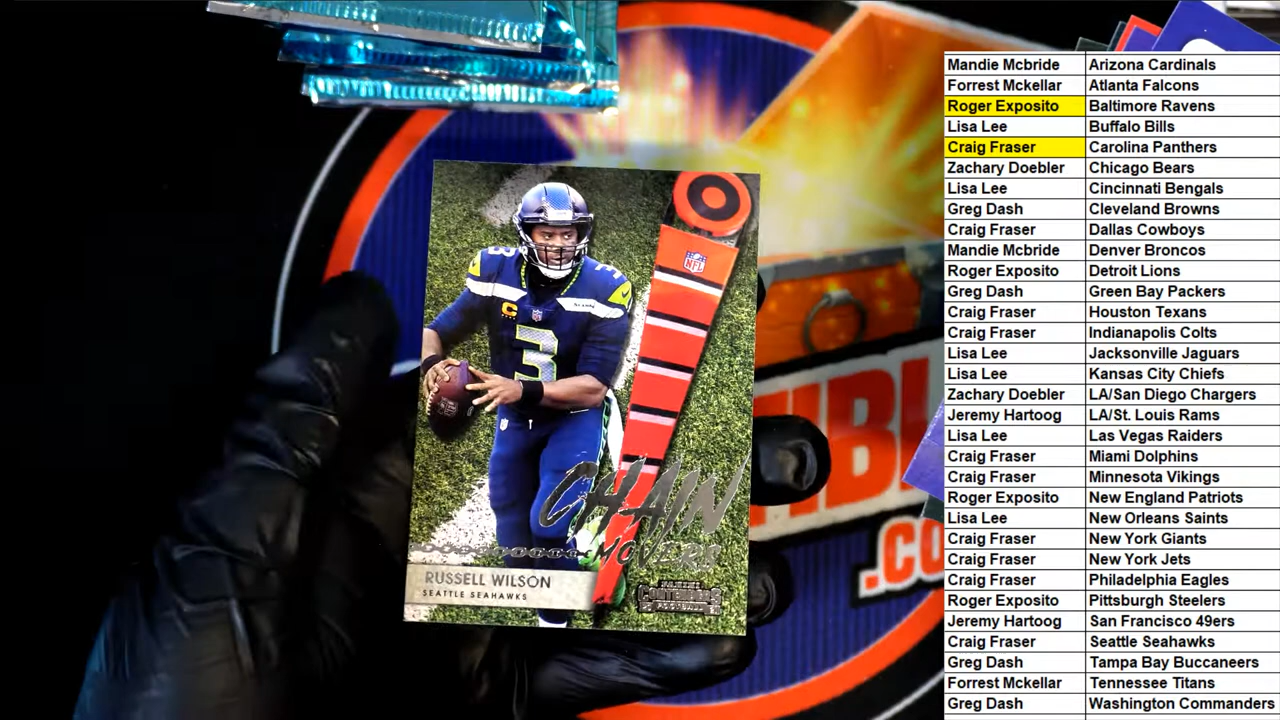 Mandie Mcbride Arizona Cardinals
Forrest Mckellar Atlanta Falcons
Roger Exposito Baltimore Ravens
Lisa Lee Buffalo Bills
Craig Fraser Carolina Panthers
Zachary Doebler Chicago Bears
Lisa Lee Cincinnati Bengals
Greg Dash Cleveland Browns
Craig Fraser Dallas Cowboys
Mandie Mcbride Denver Broncos
Roger Exposito Detroit Lions
Greg Dash Green Bay Packers
Craig Fraser Houston Texans
Craig Fraser Indianapolis Colts
Lisa Lee Jacksonville Jaguars
Lisa Lee Kansas City Chiefs
Zachary Doebler LA/San Diego Chargers
Jeremy Hartoog LA/St. Louis Rams
Lisa Lee Las Vegas Raiders
Craig Fraser Miami Dolphins
Craig Fraser Minnesota Vikings
Roger Exposito New England Patriots
Lisa Lee New Orleans Saints
Craig Fraser New York Giants
Craig Fraser New York Jets
Craig Fraser Philadelphia Eagles
Roger Exposito Pittsburgh Steelers
Jeremy Hartoog San Francisco 49ers
Craig Fraser Seattle Seahawks
Greg Dash Tampa Bay Buccaneers
Forrest Mckellar Tennessee Titans
Greg Dash Washington Commanders
NFL
3
3
C
3
CHAIN
MOVERS
RUSSELL WILSON
SEATTLE SEAHAWKS
PANINI
CONTENDERS
FOOTBALL
IBL
.CO